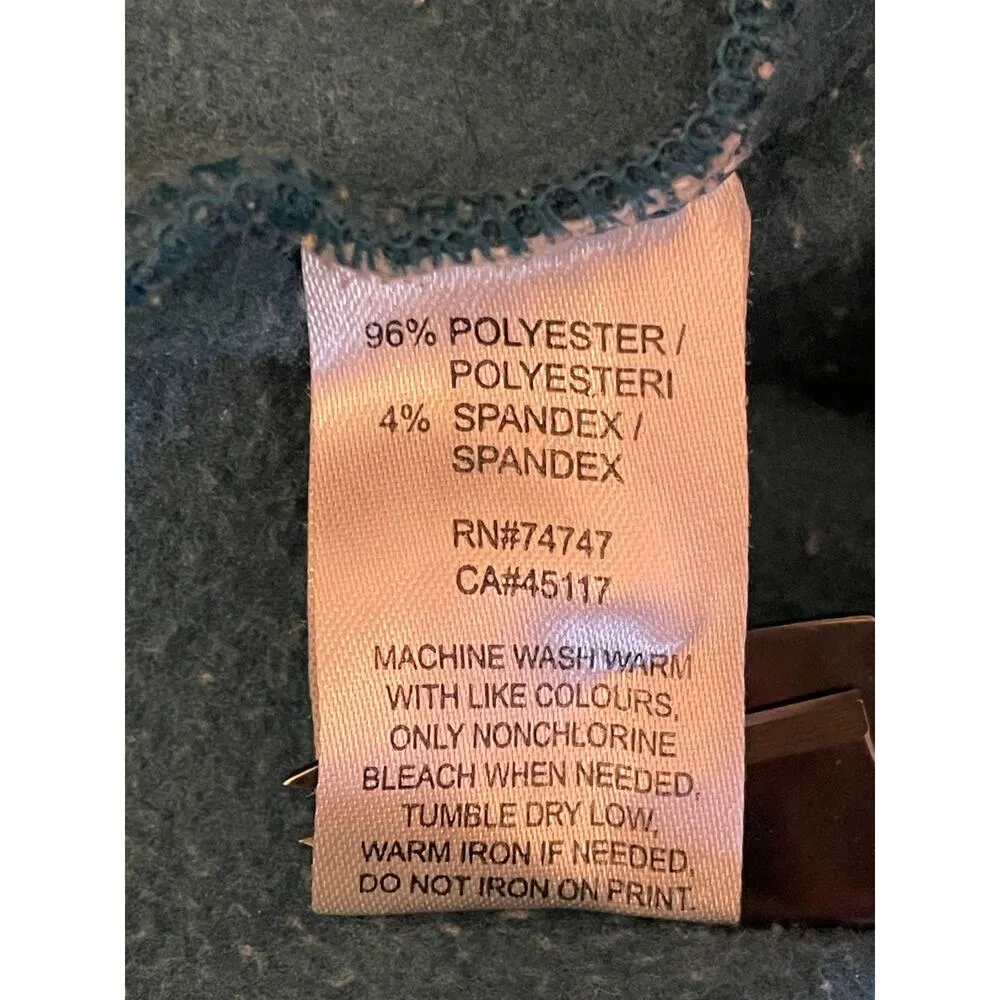 96% POLYESTER /
POLYESTERI
4% SPANDEX /
SPANDEX
RN#74747
CA#45117
MACHINE WASH WARM
WITH LIKE COLOURS,
ONLY NONCHLORINE
BLEACH WHEN NEEDED,
TUMBLE DRY LOW,
WARM IRON IF NEEDED,
DO NOT IRON ON PRINT.